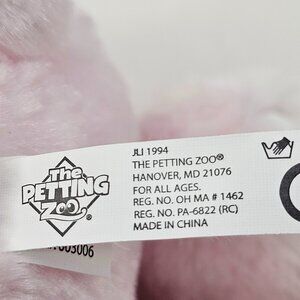 The
PETTING
ZOO®
JLI 1994
THE PETTING ZOO®
HANOVER, MD 21076
FOR ALL AGES.
REG. NO. OH MA # 1462
REG. NO. PA-6822 (RC)
MADE IN CHINA
003006